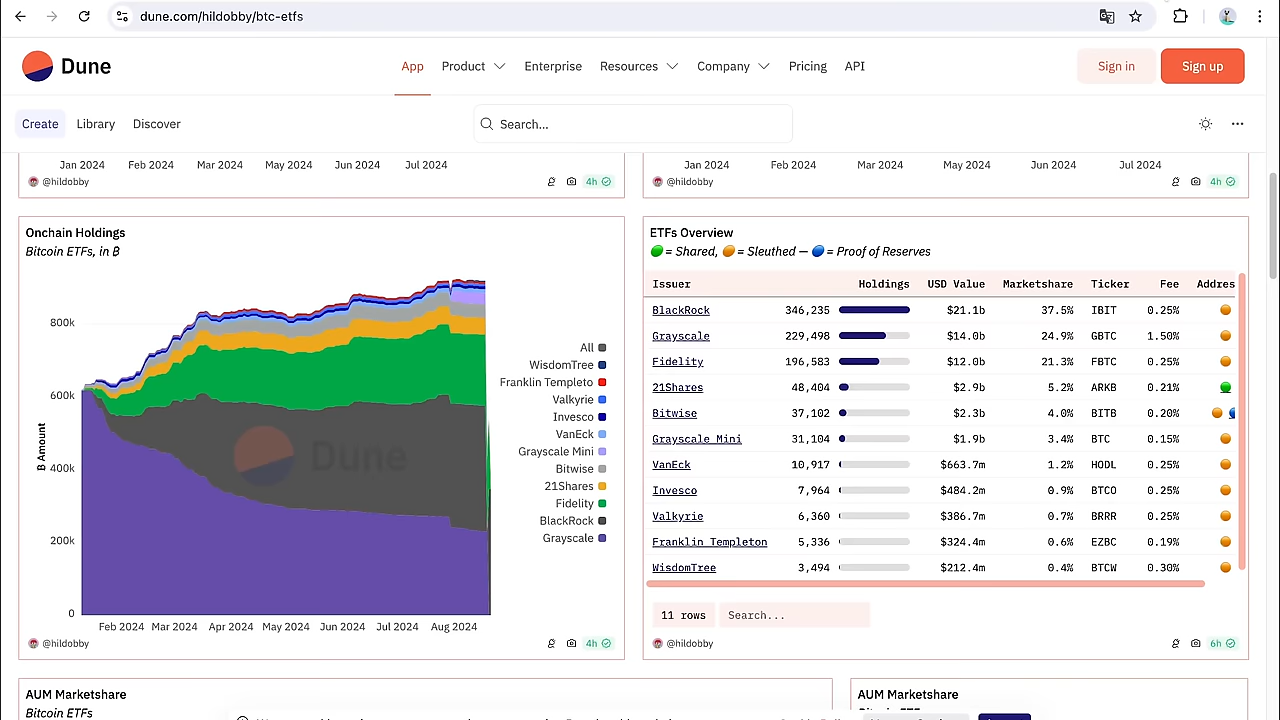 dune.com/hildobby/btc-etfs
Dune
App Product Enterprise Resources Company Pricing API
Sign in Sign up
Create Library Discover
Search...
Jan 2024 Feb 2024 Mar 2024 May 2024 Jun 2024 Jul 2024
@hildobby 4h
Jan 2024 Feb 2024 Mar 2024 May 2024 Jun 2024 Jul 2024
@hildobby 4h
Onchain Holdings
Bitcoin ETFs, in ₿
800k
600k
400k
200k
0
₿ Amount
Dune
Feb 2024 Mar 2024 Apr 2024 May 2024 Jun 2024 Jul 2024 Aug 2024
All
WisdomTree
Franklin Templeto
Valkyrie
Invesco
VanEck
Grayscale Mini
Bitwise
21Shares
Fidelity
BlackRock
Grayscale
@hildobby 4h
ETFs Overview
= Shared, = Sleuthed — = Proof of Reserves
Issuer Holdings USD Value Marketshare Ticker Fee Addres
BlackRock 346,235 $21.1b 37.5% IBIT 0.25%
Grayscale 229,498 $14.0b 24.9% GBTC 1.50%
Fidelity 196,583 $12.0b 21.3% FBTC 0.25%
21Shares 48,404 $2.9b 5.2% ARKB 0.21%
Bitwise 37,102 $2.3b 4.0% BITB 0.20%
Grayscale Mini 31,104 $1.9b 3.4% BTC 0.15%
VanEck 10,917 $663.7m 1.2% HODL 0.25%
Invesco 7,964 $484.2m 0.9% BTCO 0.25%
Valkyrie 6,360 $386.7m 0.7% BRRR 0.25%
Franklin Templeton 5,336 $324.4m 0.6% EZBC 0.19%
WisdomTree 3,494 $212.4m 0.4% BTCW 0.30%
11 rows Search...
@hildobby 6h
AUM Marketshare
Bitcoin ETFs
AUM Marketshare